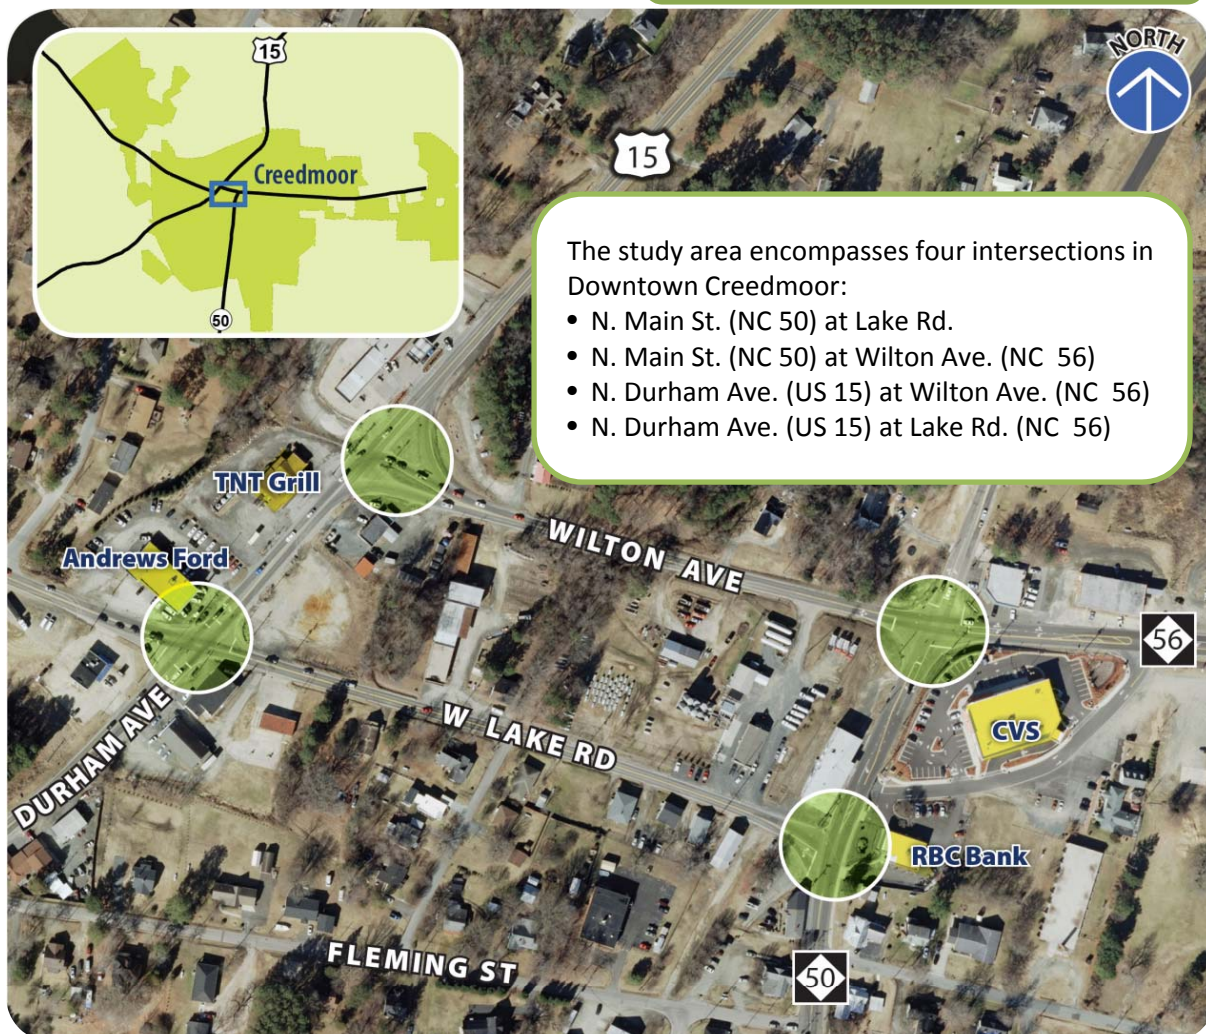 NORTH
15
Creedmoor
50
15
The study area encompasses four intersections in
Downtown Creedmoor:
• N. Main St. (NC 50) at Lake Rd.
• N. Main St. (NC 50) at Wilton Ave. (NC 56)
• N. Durham Ave. (US 15) at Wilton Ave. (NC 56)
• N. Durham Ave. (US 15) at Lake Rd. (NC 56)
TNT Grill
Andrews Ford
WILTON AVE
56
DURHAM AVE
W LAKE RD
CVS
RBC Bank
FLEMING ST
50